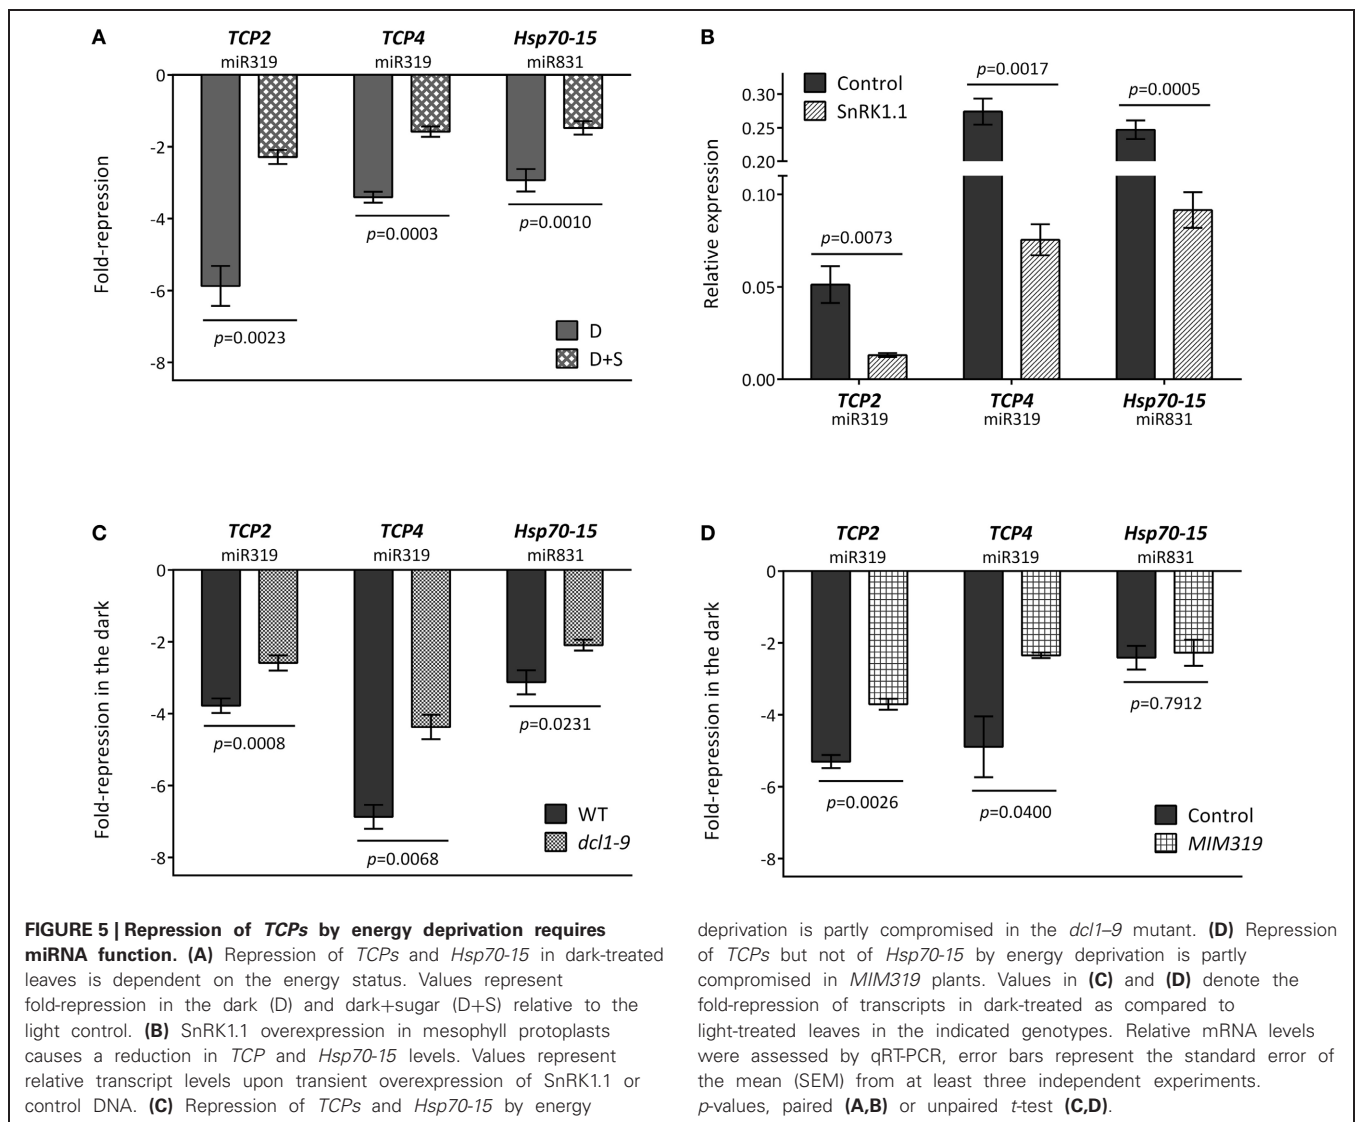 A
TCP2 TCP4 Hsp70-15
miR319 miR319 miR831
0
-2
-4
-6
-8
Fold-repression
p=0.0023
p=0.0003
p=0.0010
D
D+S
B
Control
SnRK1.1
0.30
0.25
0.20
0.10
0.05
0.00
Relative expression
p=0.0073
p=0.0017
p=0.0005
TCP2 TCP4 Hsp70-15
miR319 miR319 miR831
C
TCP2 TCP4 Hsp70-15
miR319 miR319 miR831
0
-2
-4
-6
-8
Fold-repression in the dark
p=0.0008
p=0.0068
p=0.0231
WT
dcl1-9
D
TCP2 TCP4 Hsp70-15
miR319 miR319 miR831
0
-2
-4
-6
-8
Fold-repression in the dark
p=0.0026
p=0.0400
p=0.7912
Control
MIM319
FIGURE 5 | Repression of TCPs by energy deprivation requires
miRNA function. (A) Repression of TCPs and Hsp70-15 in dark-treated
leaves is dependent on the energy status. Values represent
fold-repression in the dark (D) and dark+sugar (D+S) relative to the
light control. (B) SnRK1.1 overexpression in mesophyll protoplasts
causes a reduction in TCP and Hsp70-15 levels. Values represent
relative transcript levels upon transient overexpression of SnRK1.1 or
control DNA. (C) Repression of TCPs and Hsp70-15 by energy
deprivation is partly compromised in the dcl1–9 mutant. (D) Repression
of TCPs but not of Hsp70-15 by energy deprivation is partly
compromised in MIM319 plants. Values in (C) and (D) denote the
fold-repression of transcripts in dark-treated as compared to
light-treated leaves in the indicated genotypes. Relative mRNA levels
were assessed by qRT-PCR, error bars represent the standard error of
the mean (SEM) from at least three independent experiments.
p-values, paired (A,B) or unpaired t-test (C,D).